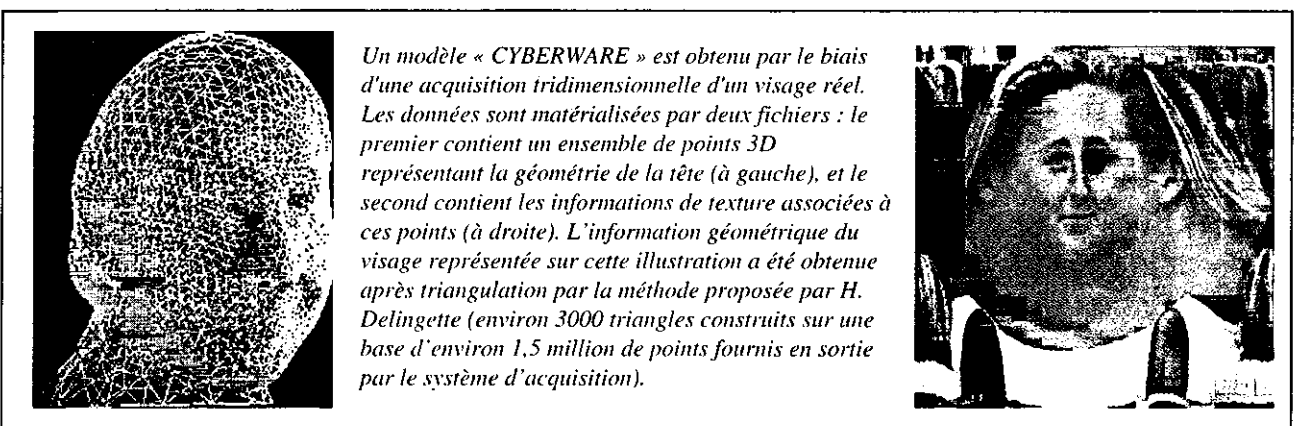 Un modèle « CYBERWARE » est obtenu par le biais
d'une acquisition tridimensionnelle d'un visage réel.
Les données sont matérialisées par deux fichiers : le
premier contient un ensemble de points 3D
représentant la géométrie de la tête (à gauche), et le
second contient les informations de texture associées à
ces points (à droite). L'information géométrique du
visage représentée sur cette illustration a été obtenue
après triangulation par la méthode proposée par H.
Delingette (environ 3000 triangles construits sur une
base d'environ 1,5 million de points fournis en sortie
par le système d'acquisition).